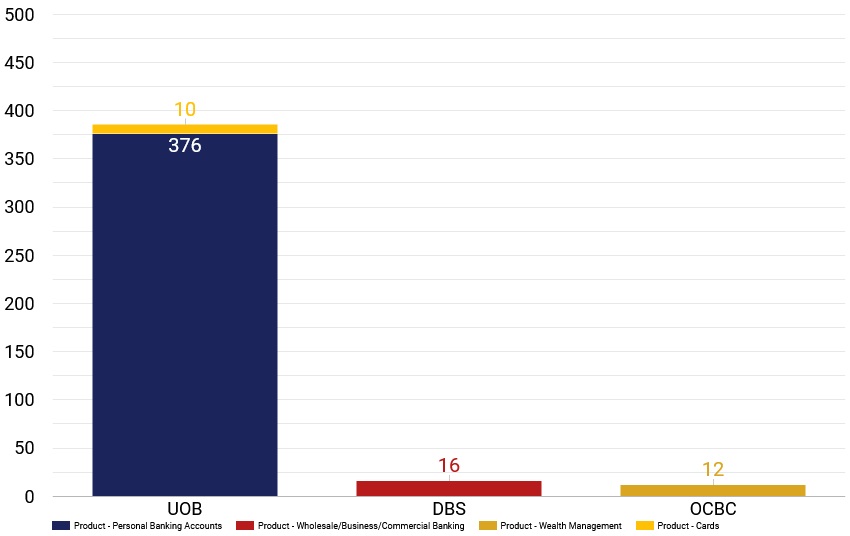 500
450
400
350
300
250
200
150
100
50
0
10
376
16
12
UOB
DBS
OCBC
Product - Personal Banking Accounts
Product - Wholesale/Business/Commercial Banking
Product - Wealth Management
Product - Cards